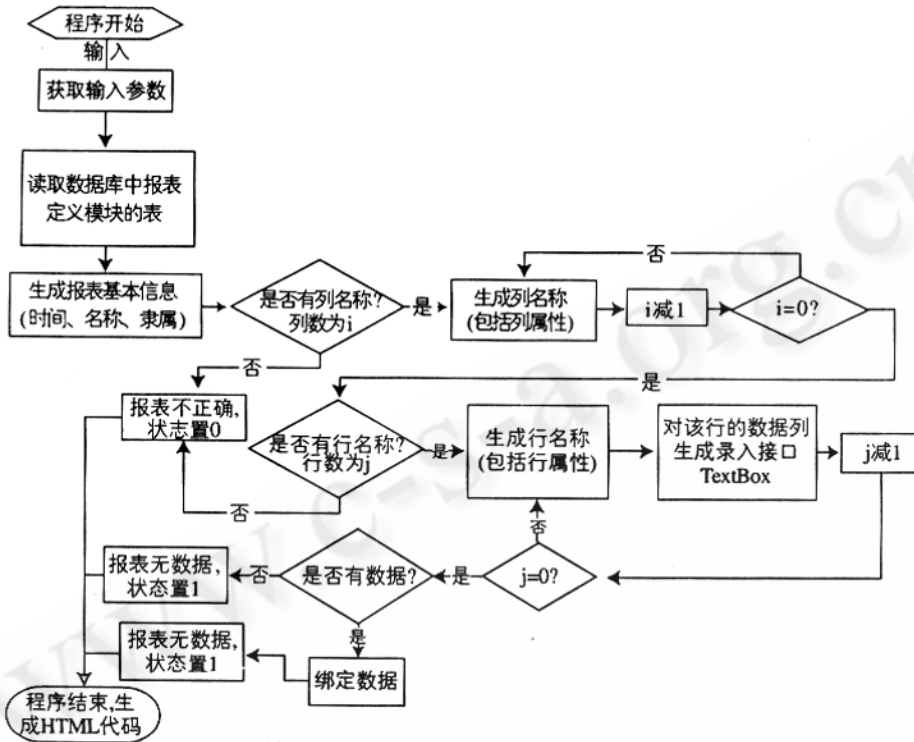 程序开始
输入
获取输入参数
读取数据库中报表
定义模块的表
生成报表基本信息
(时间、名称、隶属)
是否有列名称?
列数为i
是
生成列名称
(包括列属性)
i减1
i=0?
否
是
否
报表不正确,
状态置0
是否有行名称?
行数为j
是
生成行名称
(包括行属性)
对该行的数据列
生成录入接口
TextBox
j减1
否
否
j=0?
是
是否有数据?
否
报表无数据,
状态置1
是
绑定数据
报表无数据,
状态置1
程序结束,生
成HTML代码
www.c-s-a.org.cn